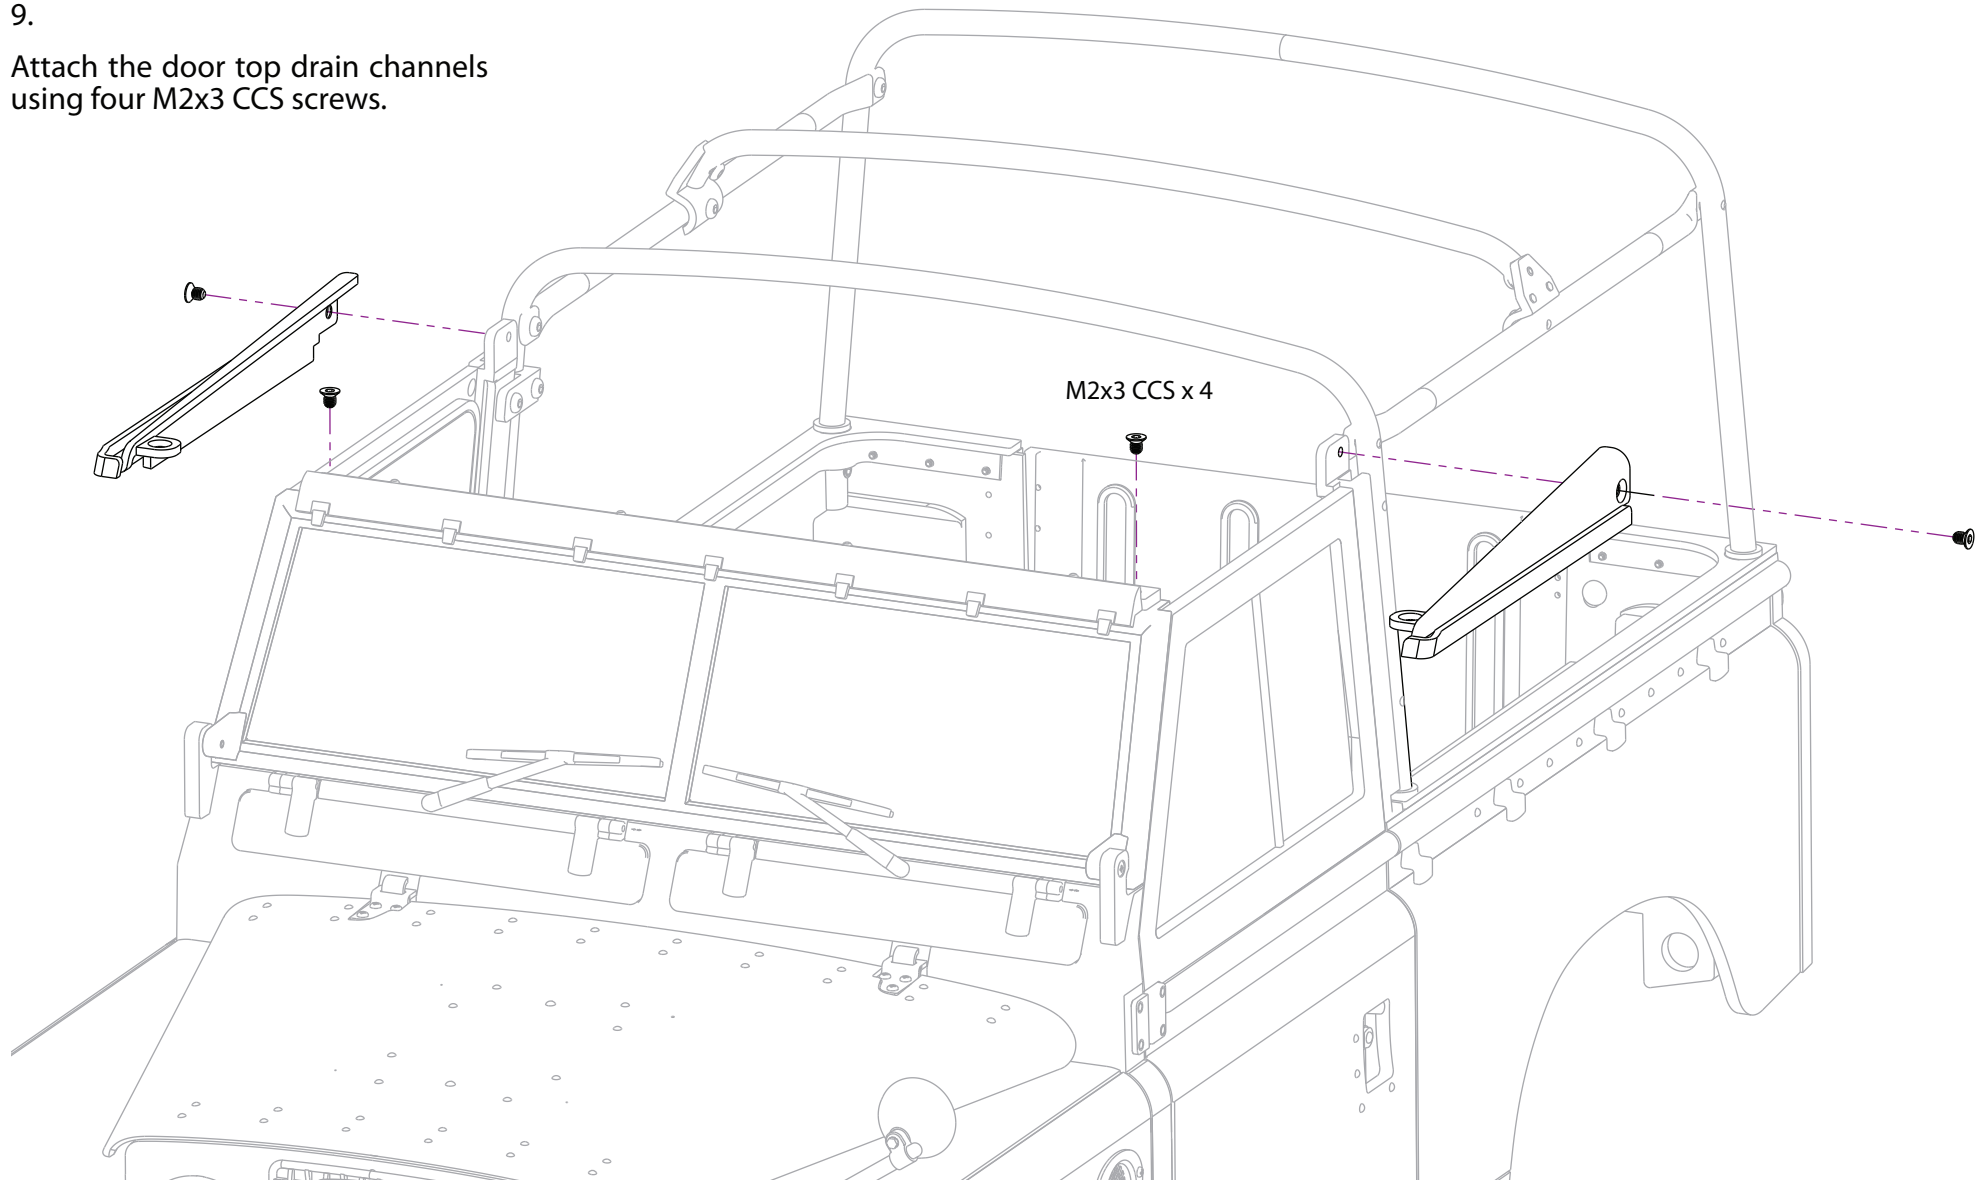 9.
Attach the door top drain channels
using four M2x3 CCS screws.
M2x3 CCS x 4